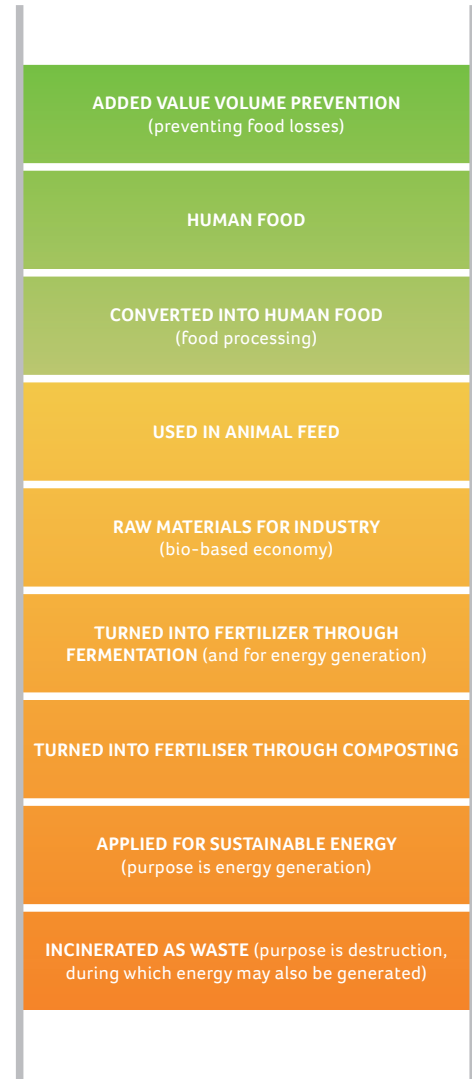 ADDED VALUE VOLUME PREVENTION
(preventing food losses)
HUMAN FOOD
CONVERTED INTO HUMAN FOOD
(food processing)
USED IN ANIMAL FEED
RAW MATERIALS FOR INDUSTRY
(bio-based economy)
TURNED INTO FERTILIZER THROUGH
FERMENTATION (and for energy generation)
TURNED INTO FERTILISER THROUGH COMPOSTING
APPLIED FOR SUSTAINABLE ENERGY
(purpose is energy generation)
INCINERATED AS WASTE (purpose is destruction,
during which energy may also be generated)